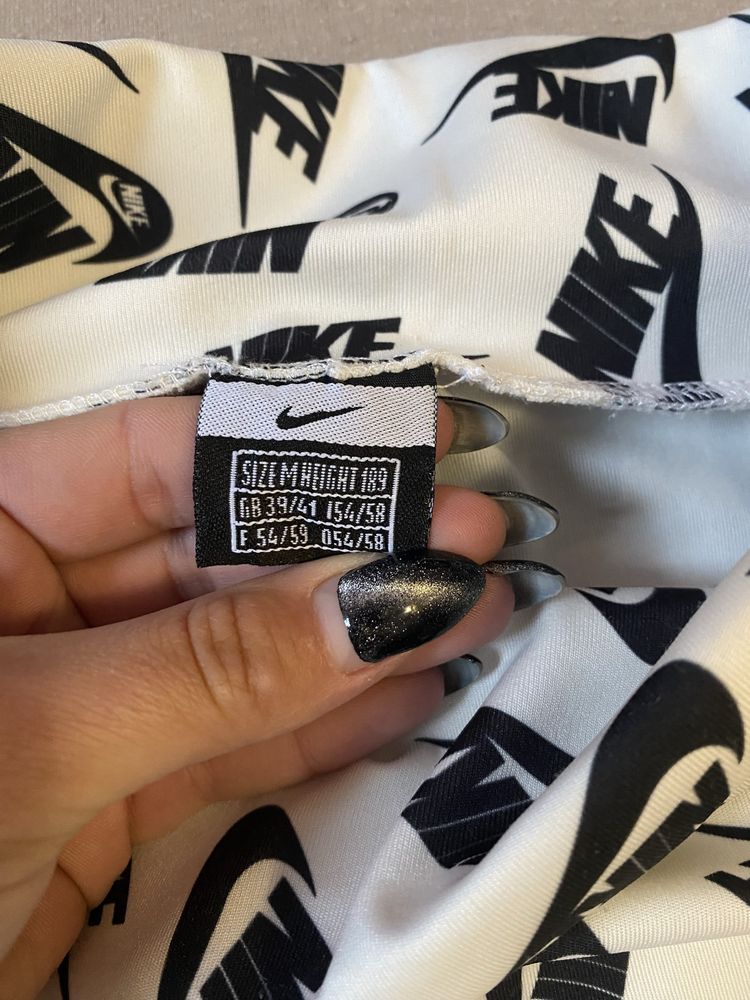 NIKE
NIKE
NIKE
NIKE
NIKE
NIKE
SIZE M HEIGHT 189
GB 39/41 I54/58
F 54/59 054/58